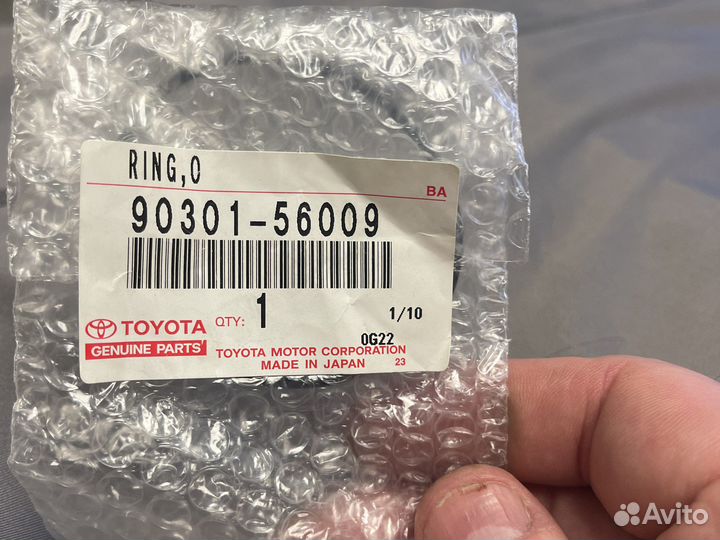 RING,O
BA
90301-56009
TOYOTA QTY: 1 1/10
GENUINE PARTS
0G22
TOYOTA MOTOR CORPORATION
MADE IN JAPAN 23
Avito